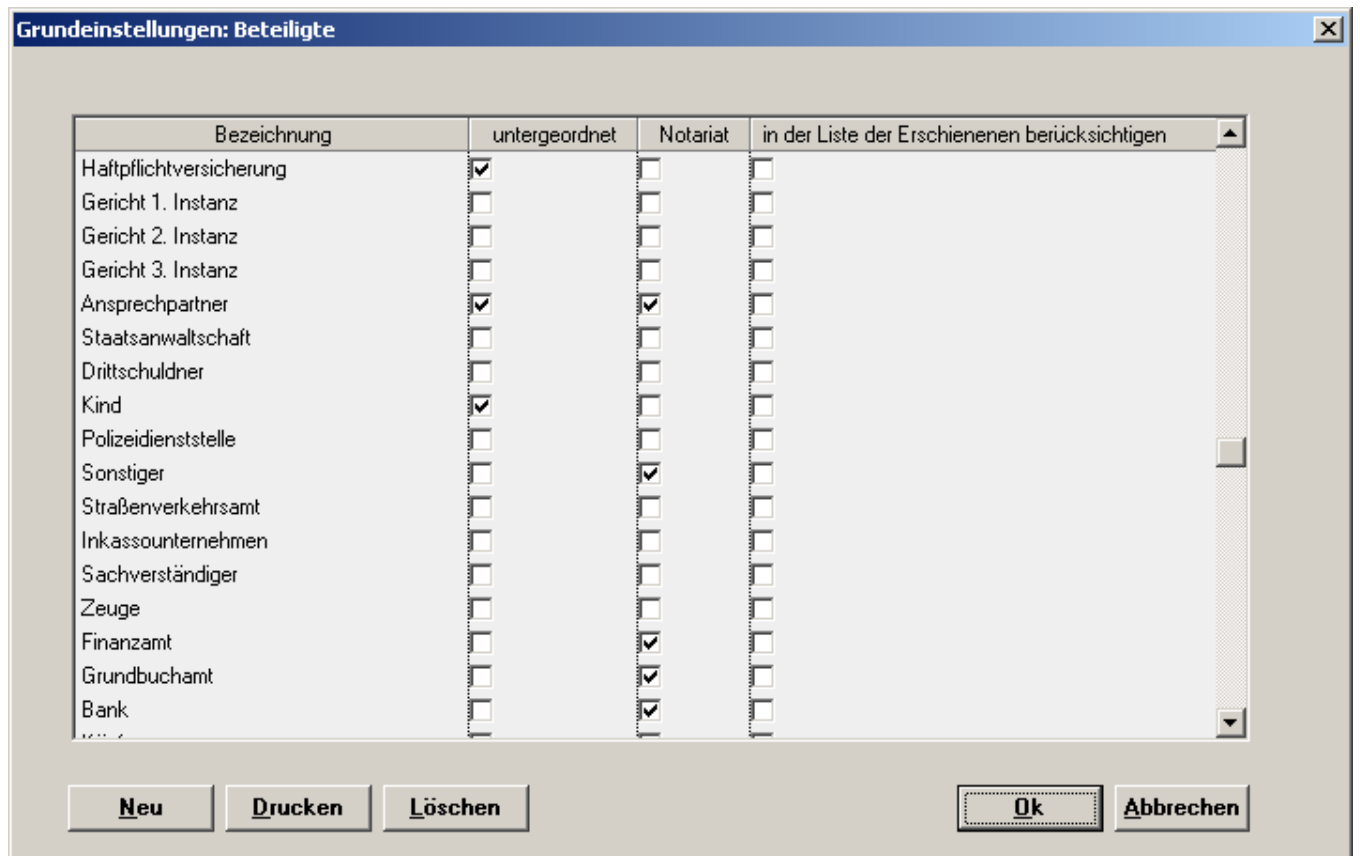 Grundeinstellungen: Beteiligte
Bezeichnung untergeordnet Notariat in der Liste der Erschienenen berücksichtigen
Haftpflichtversicherung
Gericht 1. Instanz
Gericht 2. Instanz
Gericht 3. Instanz
Ansprechpartner
Staatsanwaltschaft
Drittschuldner
Kind
Polizeidienststelle
Sonstiger
Straßenverkehrsamt
Inkassounternehmen
Sachverständiger
Zeuge
Finanzamt
Grundbuchamt
Bank
Neu Drucken Löschen Ok Abbrechen